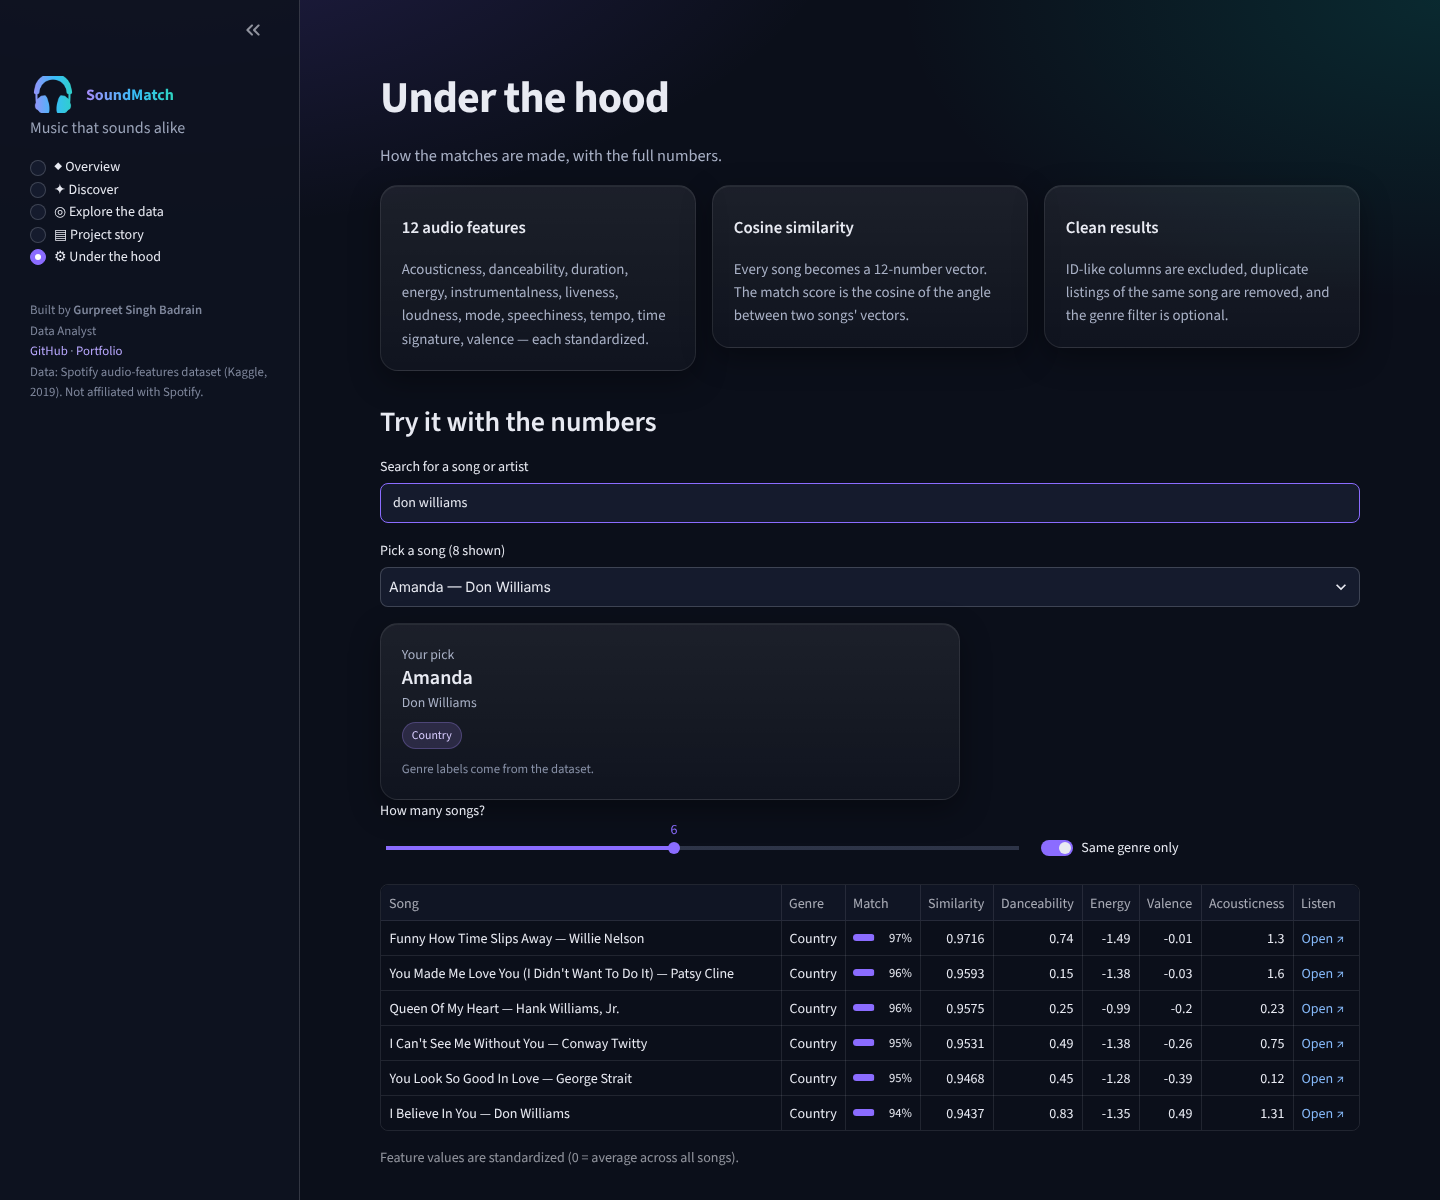 SoundMatch
Music that sounds alike
◆ Overview
✦ Discover
◎ Explore the data
▤ Project story
⚙ Under the hood
Built by Gurpreet Singh Badrain
Data Analyst
GitHub · Portfolio
Data: Spotify audio-features dataset (Kaggle,
2019). Not affiliated with Spotify.
Under the hood
How the matches are made, with the full numbers.
12 audio features
Acousticness, danceability, duration,
energy, instrumentalness, liveness,
loudness, mode, speechiness, tempo, time
signature, valence — each standardized.
Cosine similarity
Every song becomes a 12-number vector.
The match score is the cosine of the angle
between two songs' vectors.
Clean results
ID-like columns are excluded, duplicate
listings of the same song are removed, and
the genre filter is optional.
Try it with the numbers
Search for a song or artist
don williams
Pick a song (8 shown)
Amanda — Don Williams
Your pick
Amanda
Don Williams
Country
Genre labels come from the dataset.
How many songs?
6
Same genre only
Song Genre Match Similarity Danceability Energy Valence Acousticness Listen
Funny How Time Slips Away — Willie Nelson Country 97% 0.9716 0.74 -1.49 -0.01 1.3 Open ↗
You Made Me Love You (I Didn't Want To Do It) — Patsy Cline Country 96% 0.9593 0.15 -1.38 -0.03 1.6 Open ↗
Queen Of My Heart — Hank Williams, Jr. Country 96% 0.9575 0.25 -0.99 -0.2 0.23 Open ↗
I Can't See Me Without You — Conway Twitty Country 95% 0.9531 0.49 -1.38 -0.26 0.75 Open ↗
You Look So Good In Love — George Strait Country 95% 0.9468 0.45 -1.28 -0.39 0.12 Open ↗
I Believe In You — Don Williams Country 94% 0.9437 0.83 -1.35 0.49 1.31 Open ↗
Feature values are standardized (0 = average across all songs).